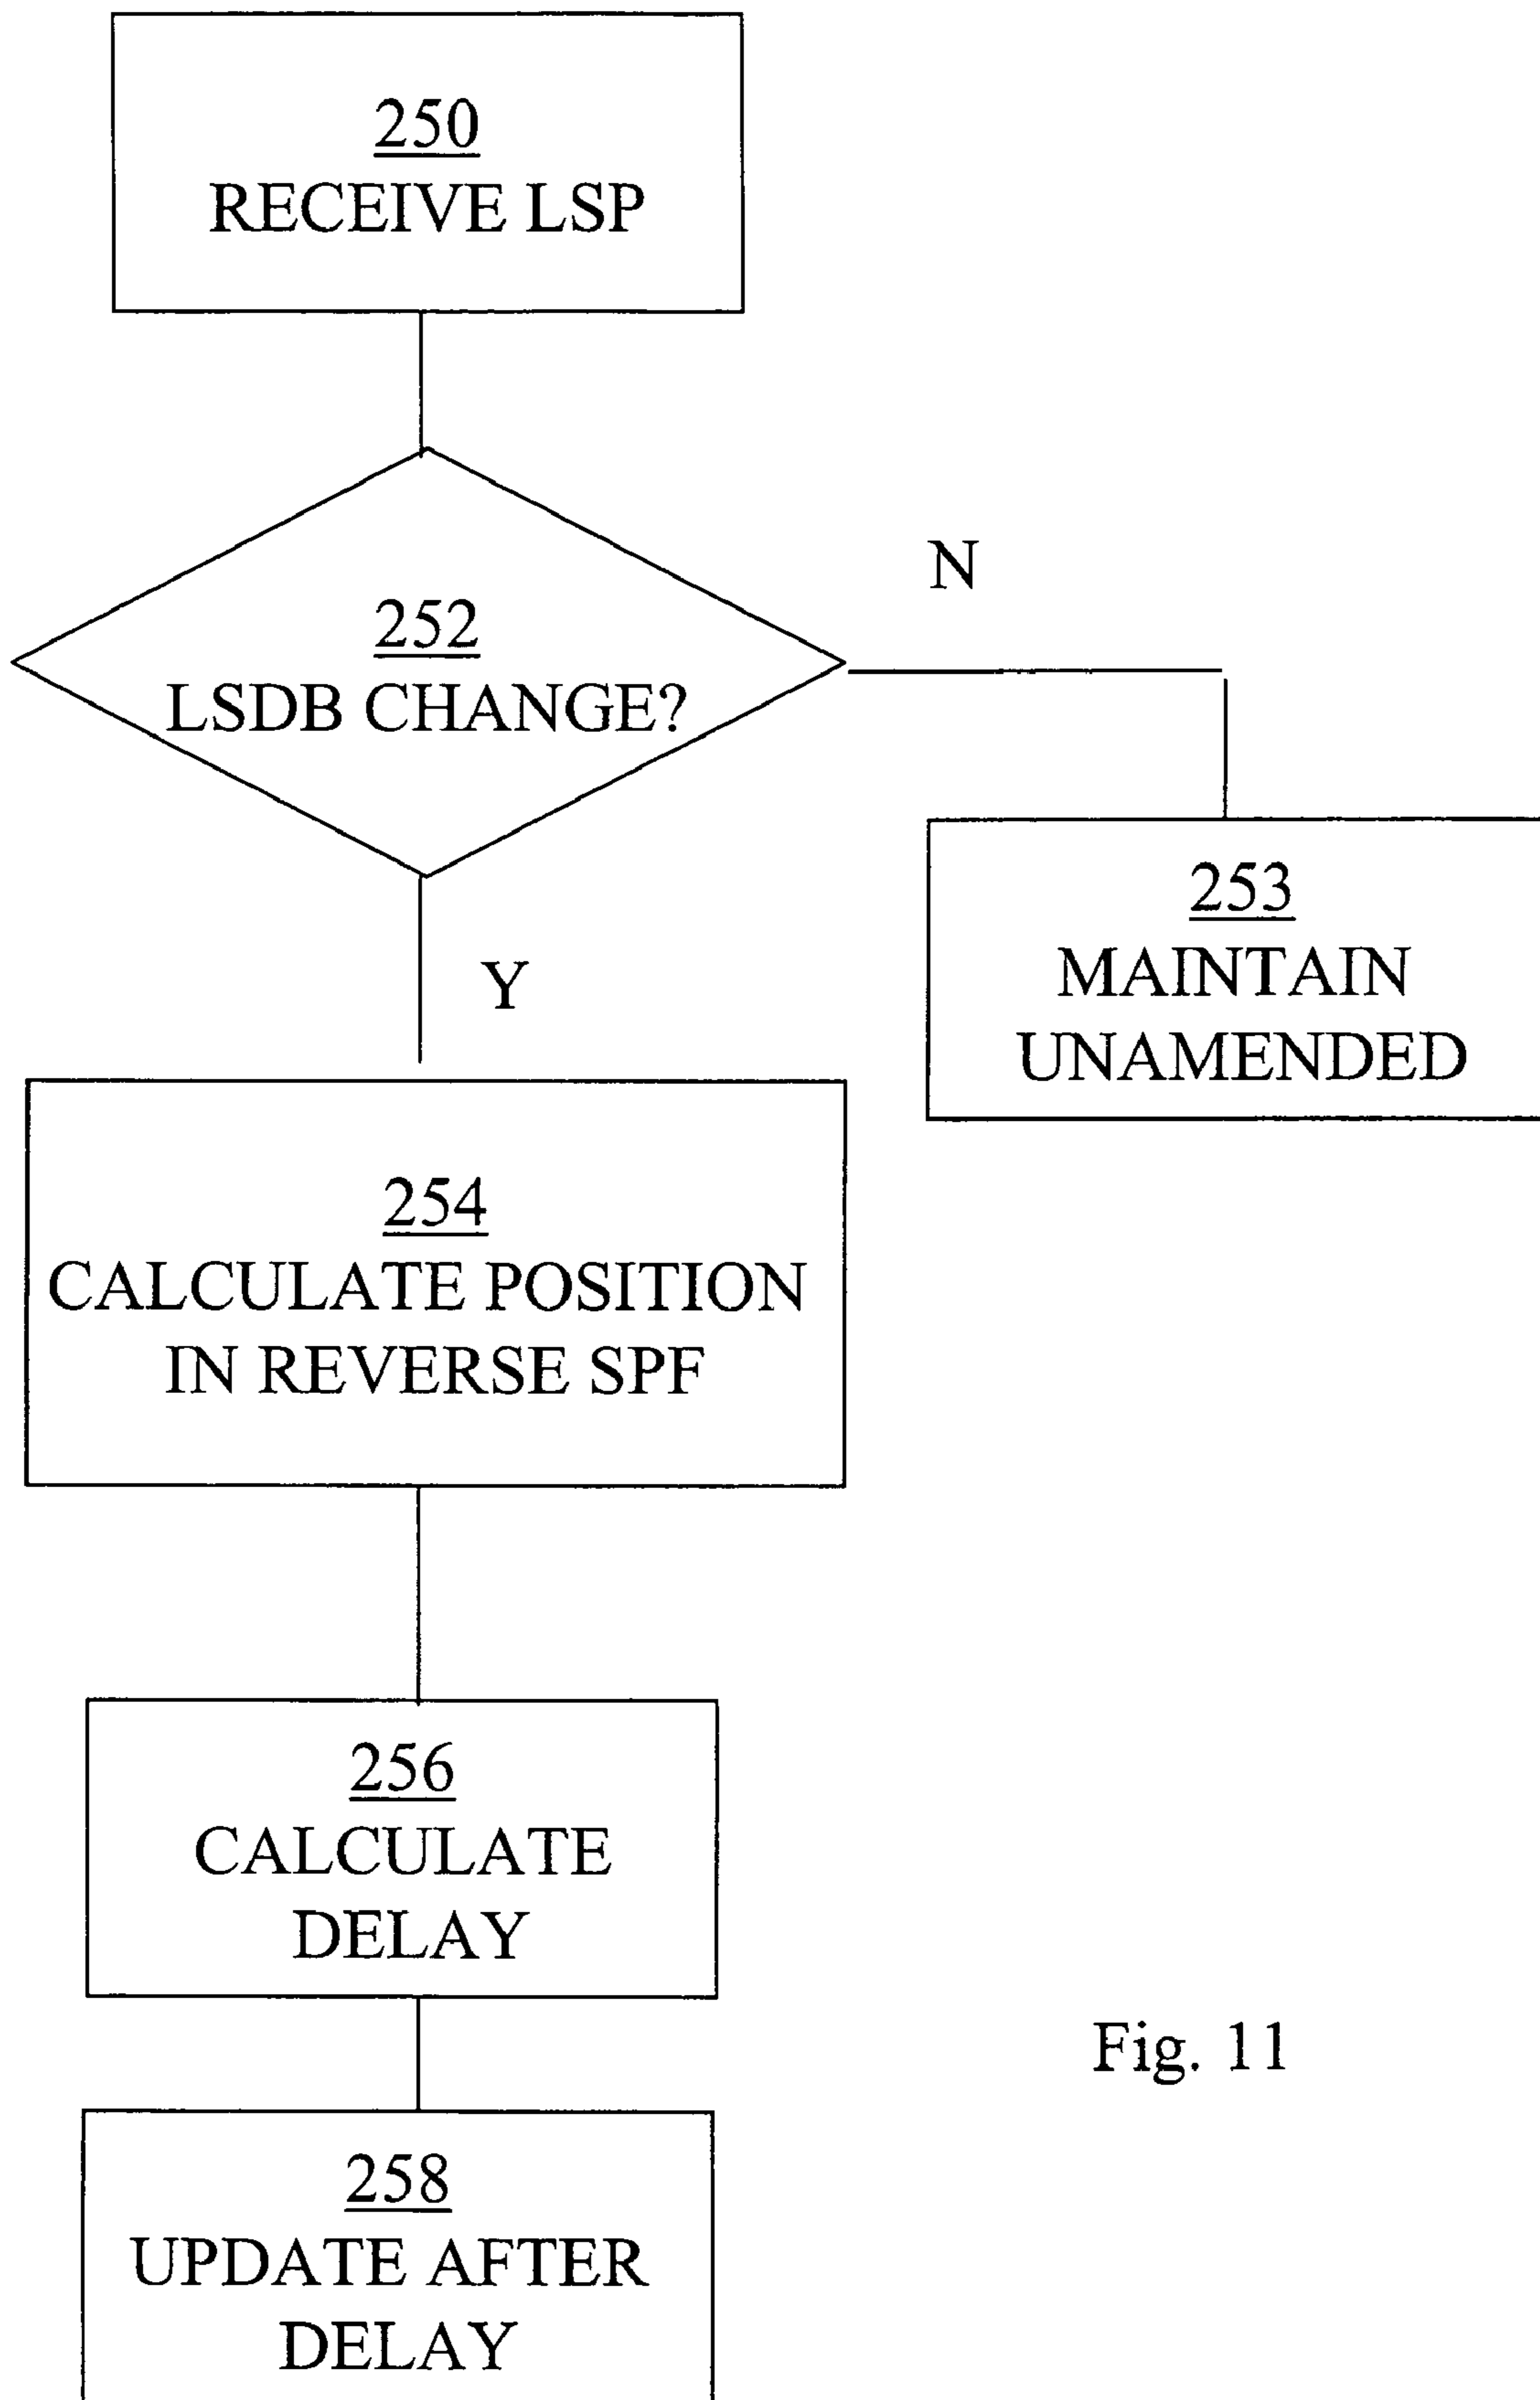 250
RECEIVE LSP
252
LSDB CHANGE?
N
253
MAINTAIN
UNAMENDED
Y
254
CALCULATE POSITION
IN REVERSE SPF
256
CALCULATE
DELAY
Fig. 11
258
UPDATE AFTER
DELAY